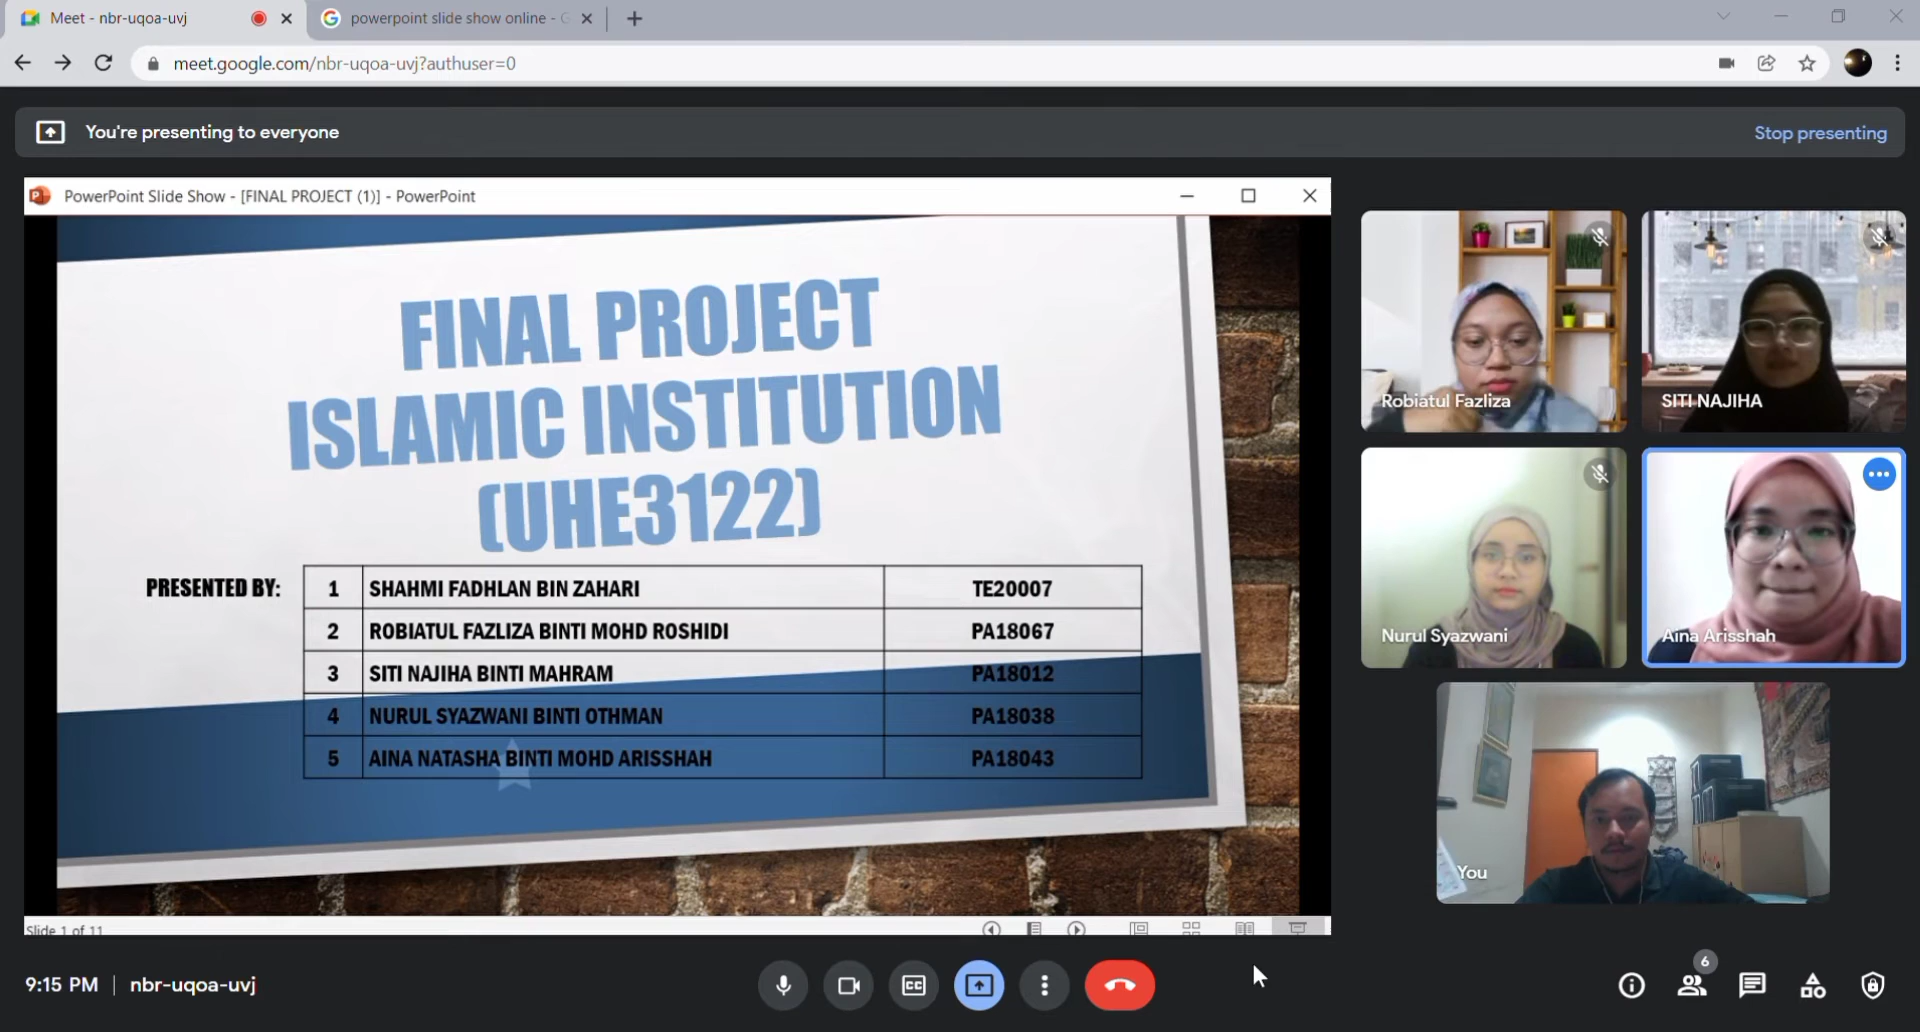 Meet - nbr-uqoa-uvj
powerpoint slide show online - G
meet.google.com/nbr-uqoa-uvj?authuser=0
You're presenting to everyone
Stop presenting
PowerPoint Slide Show - [FINAL PROJECT (1)] - PowerPoint
FINAL PROJECT
ISLAMIC INSTITUTION
(UHE3122)
PRESENTED BY:
1 SHAHMI FADHLAN BIN ZAHARI TE20007
2 ROBIATUL FAZLIZA BINTI MOHD ROSHIDI PA18067
3 SITI NAJIHA BINTI MAHRAM PA18012
4 NURUL SYAZWANI BINTI OTHMAN PA18038
5 AINA NATASHA BINTI MOHD ARISSHAH PA18043
Slide 1 of 11
Robiatul Fazliza
SITI NAJIHA
Nurul Syazwani
Aina Arisshah
You
9:15 PM | nbr-uqoa-uvj
CC
6